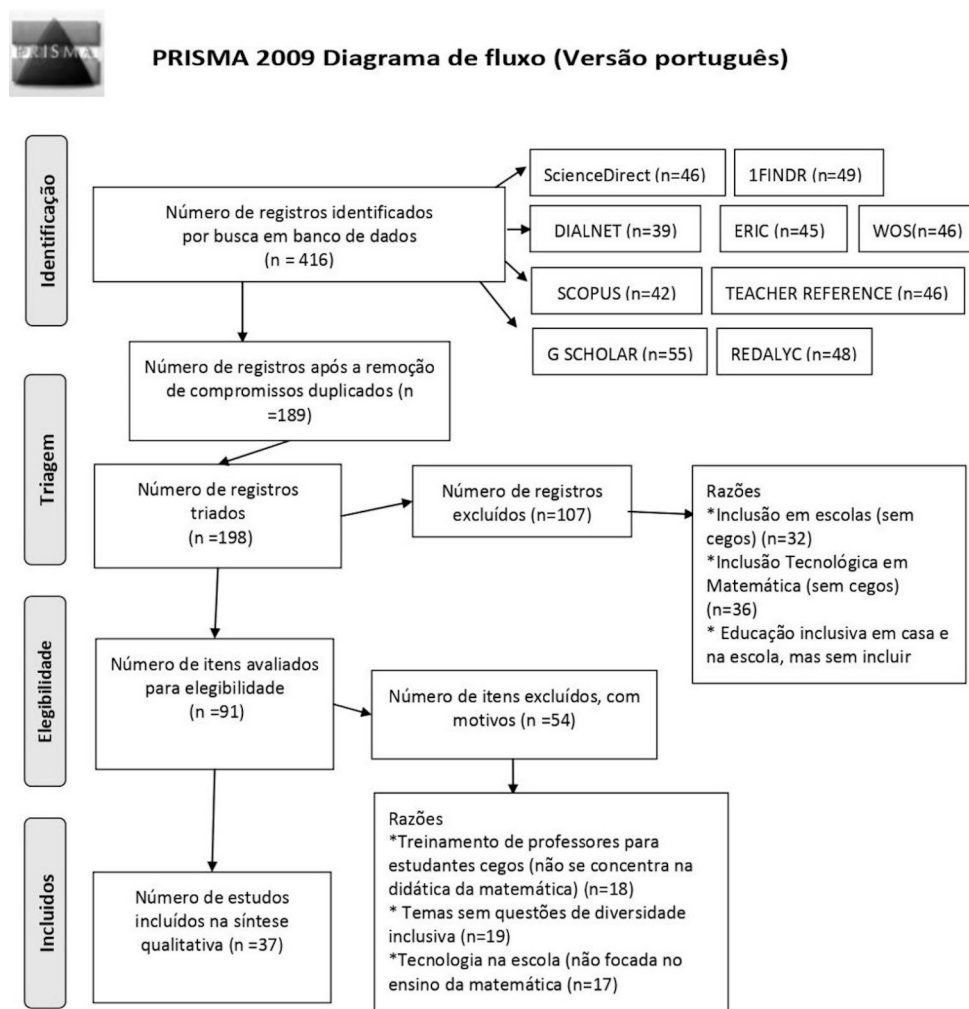 PRISMA
PRISMA 2009 Diagrama de fluxo (Versão português)
Identificação
Número de registros identificados
por busca em banco de dados
(n = 416)
ScienceDirect (n=46)
1FINDR (n=49)
DIALNET (n=39)
ERIC (n=45)
WOS(n=46)
SCOPUS (n=42)
TEACHER REFERENCE (n=46)
G SCHOLAR (n=55)
REDALYC (n=48)
Triagem
Número de registros após a remoção
de compromissos duplicados (n
=189)
Número de registros
triados
(n =198)
Número de registros
excluídos (n=107)
Razões
*Inclusão em escolas (sem
cegos) (n=32)
*Inclusão Tecnológica em
Matemática (sem cegos)
(n=36)
* Educação inclusiva em casa e
na escola, mas sem incluir
Elegibilidade
Número de itens avaliados
para elegibilidade
(n =91)
Número de itens excluídos, com
motivos (n =54)
Incluidos
Número de estudos
incluídos na síntese
qualitativa (n =37)
Razões
*Treinamento de professores para
estudantes cegos (não se concentra na
didática da matemática) (n=18)
* Temas sem questões de diversidade
inclusiva (n=19)
*Tecnologia na escola (não focada no
ensino da matemática (n=17)